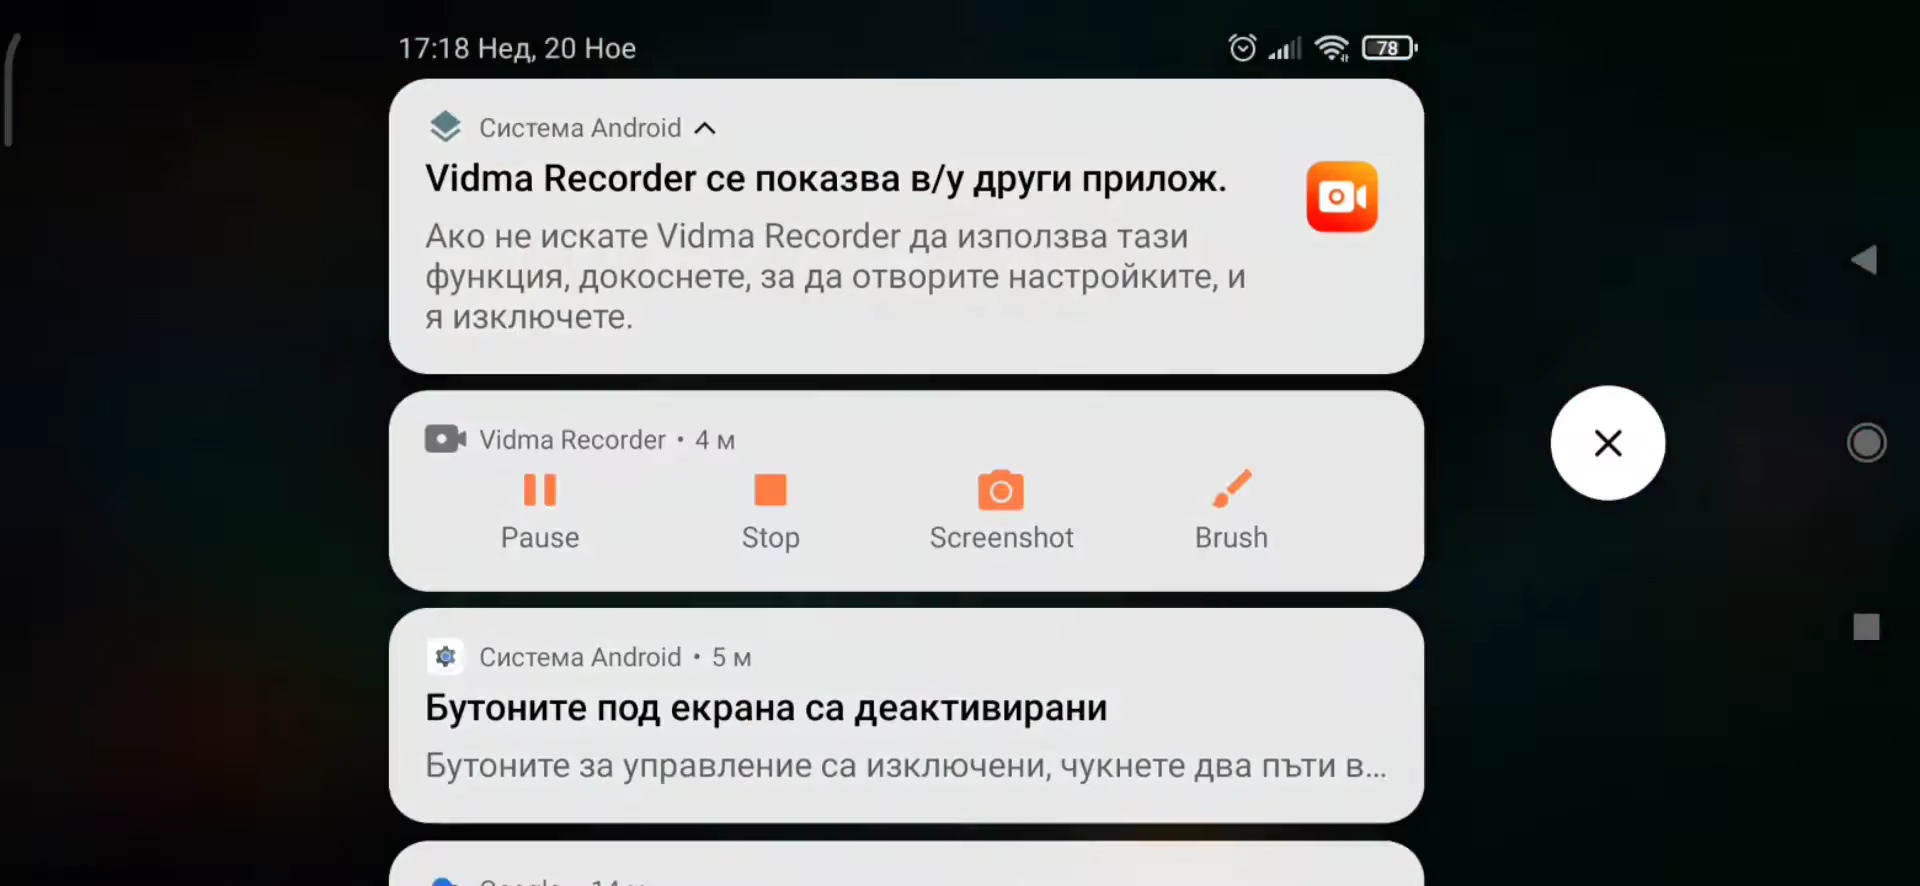 17:18 Нед, 20 Ное
78
Система Android
Vidma Recorder се показва в/у други прилож.
Ако не искате Vidma Recorder да използва тази
функция, докоснете, за да отворите настройките, и
я изключете.
Vidma Recorder • 4 м
Pause Stop Screenshot Brush
Система Android • 5 м
Бутоните под екрана са деактивирани
Бутоните за управление са изключени, чукнете два пъти в...